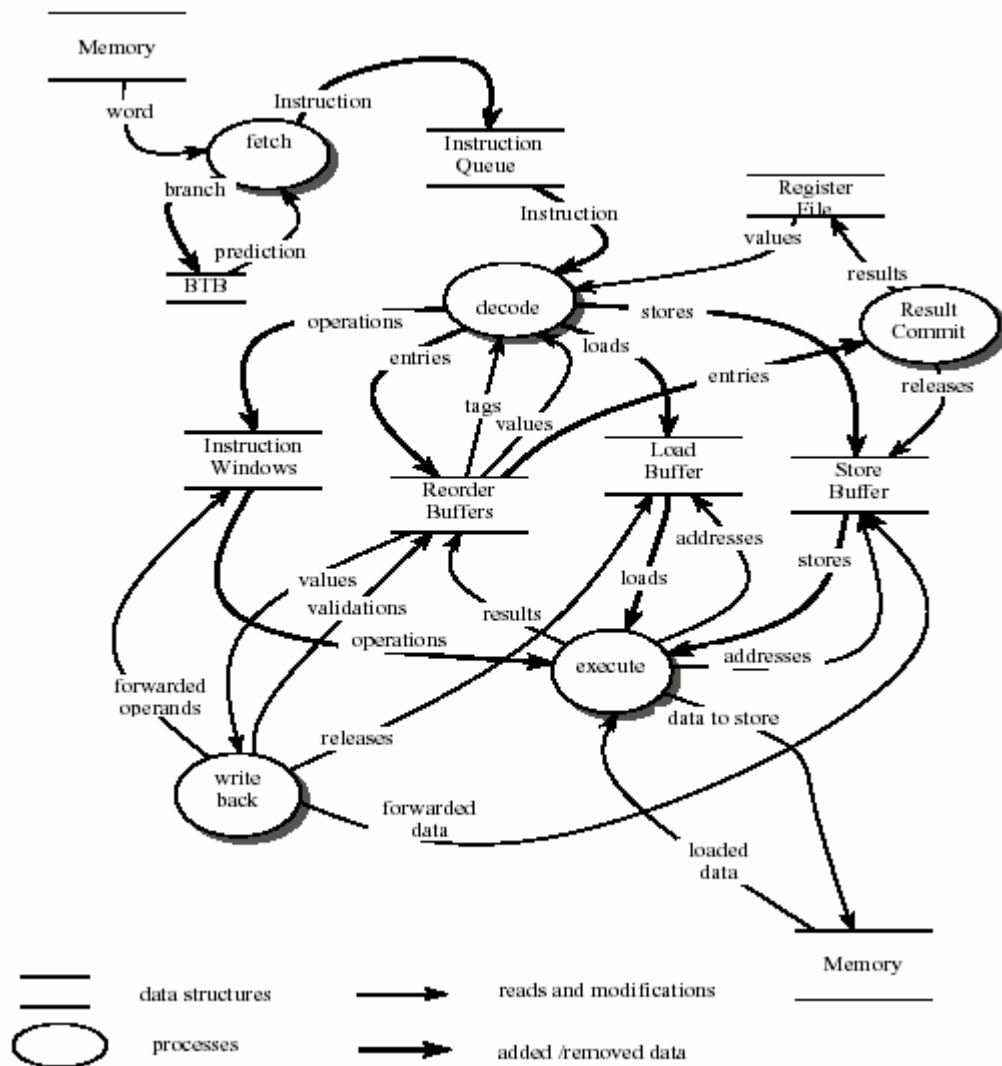 Memory
word
Instruction
fetch
Instruction
Queue
branch
prediction
BTB
Instruction
Register
File
values
results
decode
Result
Commit
operations
stores
entries
loads
entries
releases
tags
values
Instruction
Windows
Reorder
Buffers
Load
Buffer
Store
Buffer
addresses
values
validations
results
loads
stores
operations
execute
addresses
forwarded
operands
releases
data to store
write
back
forwarded
data
loaded
data
Memory
data structures
reads and modifications
processes
added /removed data